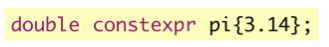 double constexpr pi{3.14};